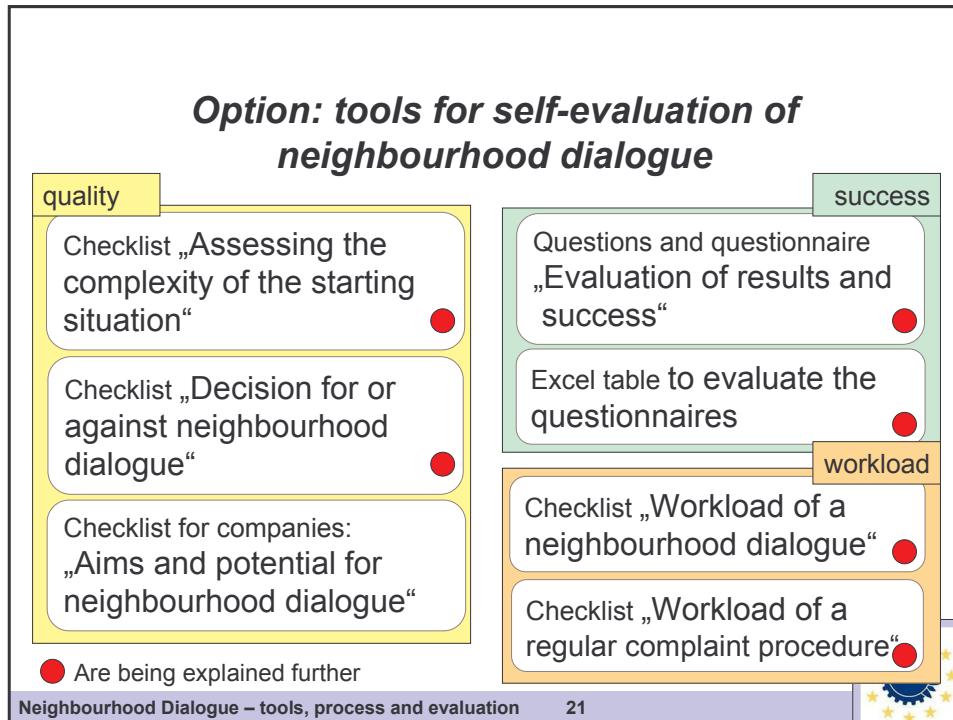 Option: tools for self-evaluation of
neighbourhood dialogue
quality
Checklist „Assessing the
complexity of the starting
situation“
Checklist „Decision for or
against neighbourhood
dialogue“
Checklist for companies:
„Aims and potential for
neighbourhood dialogue“
success
Questions and questionnaire
„Evaluation of results and
success“
Excel table to evaluate the
questionnaires
workload
Checklist „Workload of a
neighbourhood dialogue“
Checklist „Workload of a
regular complaint procedure“
Are being explained further
Neighbourhood Dialogue – tools, process and evaluation 21